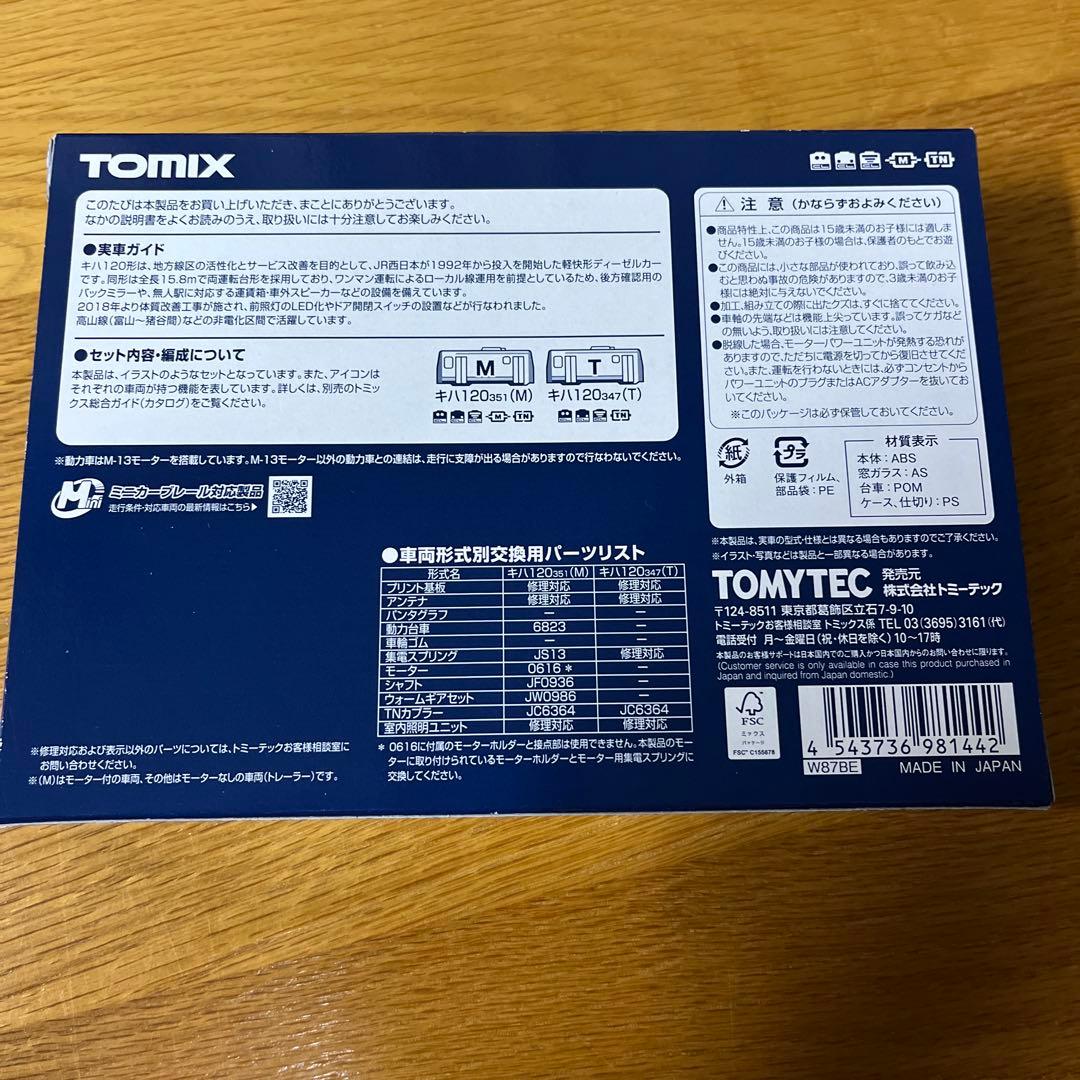 TOMIX
CL CL CL M TN
このたびは本製品をお買い上げいただき、まことにありがとうございます。
なかの説明書をよくお読みのうえ、取り扱いには十分注意してお楽しみください。
●実車ガイド
キハ120形は、地方線区の活性化とサービス改善を目的として、JR西日本が1992年から投入を開始した軽快形ディーゼルカー
です。同形は全長15.8mで両運転台形を採用しており、ワンマン運転によるローカル線運用を前提としているため、後方確認用の
バックミラーや、無人駅に対応する運賃箱・車外スピーカーなどの設備を備えています。
2018年より体質改善工事が施され、前照灯のLED化やドア開閉スイッチの設置などが行なわれました。
高山線(富山〜猪谷間)などの非電化区間で活躍しています。
●セット内容・編成について
本製品は、イラストのようなセットとなっています。また、アイコンは
それぞれの車両が持つ機能を表しています。詳しくは、別売のトミッ
クス総合ガイド(カタログ)をご覧ください。
M T
キハ120351(M) キハ120347(T)
※動力車はM-13モーターを搭載しています。M-13モーター以外の動力車との連結は、走行に支障が出る場合がありますので行なわないでください。
Mini
ミニカーブレール対応製品
走行条件・対応車両の最新情報はこちら▶
●車両形式別交換用パーツリスト
形式名 キハ120351(M) キハ120347(T)
プリント基板 修理対応 修理対応
アンテナ 修理対応 修理対応
パンタグラフ ー ー
動力台車 6823 ー
車輪ゴム ー ー
集電スプリング JS13 修理対応
モーター 0616＊ ー
シャフト JF0936 ー
ウォームギアセット JW0986 ー
TNカプラー JC6364 JC6364
室内照明ユニット 修理対応 修理対応
＊ 0616に付属のモーターホルダーと接点部は使用できません。本製品のモー
ターに取り付けられているモーターホルダーとモーター用集電スプリングに
交換してください。
※修理対応および表示以外のパーツについては、トミーテックお客様相談室に
お問い合わせください。
※(M)はモーター付の車両、その他はモーターなしの車両(トレーラー)です。
⚠ 注 意 (かならずおよみください)
●商品特性上、この商品は15歳未満のお子様には適しま
せん。15歳未満のお子様の場合は、保護者のもとでお遊
びください。
●この商品には、小さな部品が使われており、誤って飲み込
むと思わぬ事故の危険がありますので、3歳未満のお子
様には絶対に与えないでください。
●加工、組み立ての際に出たクズは、すぐに捨ててください。
●車軸の先端などは機能上尖っています。誤ってケガなど
の無いよう、取り扱いには注意してください。
●脱線した場合、モーターパワーユニットが発熱する恐れが
ありますので、ただちに電源を切ってから復旧させてくだ
さい。また、運転を行わないときには、必ずコンセントから
パワーユニットのプラグまたはACアダプターを抜いてお
いてください。
※このパッケージは必ず保管しておいてください。
紙
外箱
プラ
保護フィルム、
部品袋：PE
材質表示
本体：ABS
窓ガラス：AS
台車：POM
ケース、仕切り：PS
※本製品は、実車の型式・仕様とは異なる場合もありますのでご了承ください。
※イラスト・写真などは製品と一部異なる場合があります。
TOMYTEC 発売元 株式会社トミーテック
〒124-8511 東京都葛飾区立石7-9-10
トミーテックお客様相談室 トミックス係 TEL 03(3695)3161(代)
電話受付 月〜金曜日(祝・休日を除く)10〜17時
本製品のお客様サポートは日本国内でのご購入かつ日本国内からのお問い合わせに限ります。
(Customer service is only available in case this product purchased in
Japan and inquired from Japan domestic.)
FSC
ミックス
パッケージ
FSC™ C155678
4 543736 981442
W87BE MADE IN JAPAN